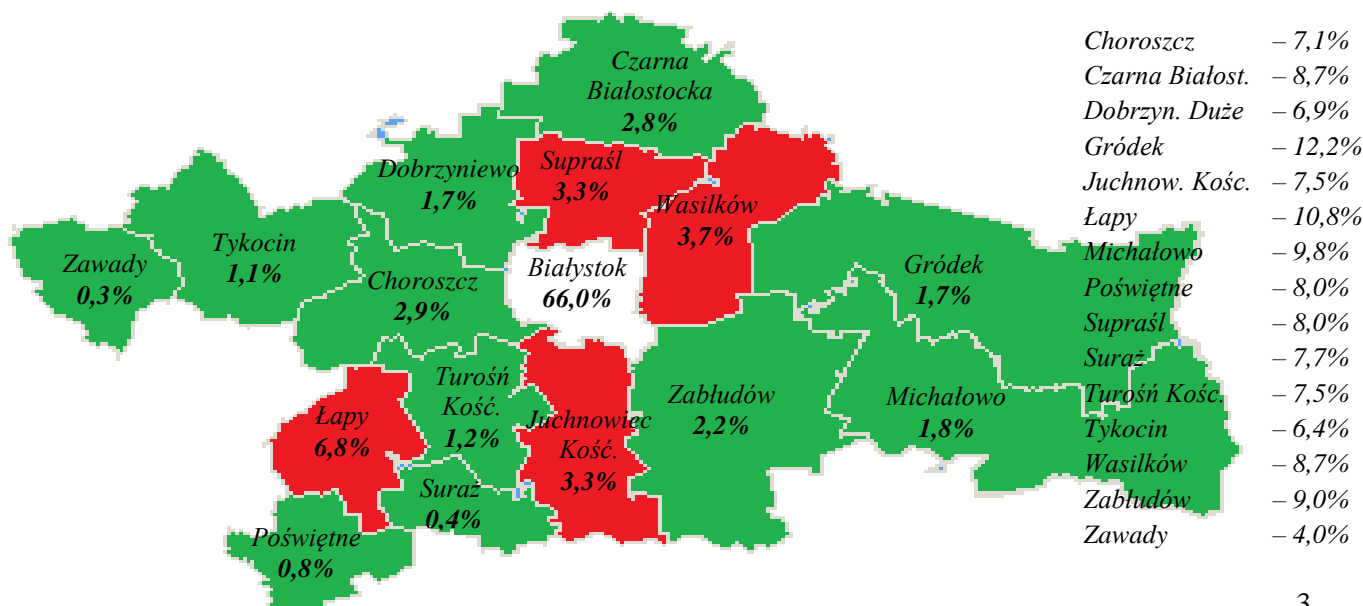 Czarna
Białostocka
2,8%
Dobrzyniewo
1,7%
Supraśl
3,3%
Wasilków
3,7%
Tykocin
1,1%
Zawady
0,3%
Choroszcz
2,9%
Białystok
66,0%
Gródek
1,7%
Turośń
Kość.
1,2%
Łapy
6,8%
Juchnowiec
Kość.
3,3%
Zabłudów
2,2%
Michałowo
1,8%
Suraż
0,4%
Poświętne
0,8%
Choroszcz – 7,1%
Czarna Białost. – 8,7%
Dobrzyn. Duże – 6,9%
Gródek – 12,2%
Juchnow. Kośc. – 7,5%
Łapy – 10,8%
Michałowo – 9,8%
Poświętne – 8,0%
Supraśl – 8,0%
Suraż – 7,7%
Turośń Kośc. – 7,5%
Tykocin – 6,4%
Wasilków – 8,7%
Zabłudów – 9,0%
Zawady – 4,0%
3